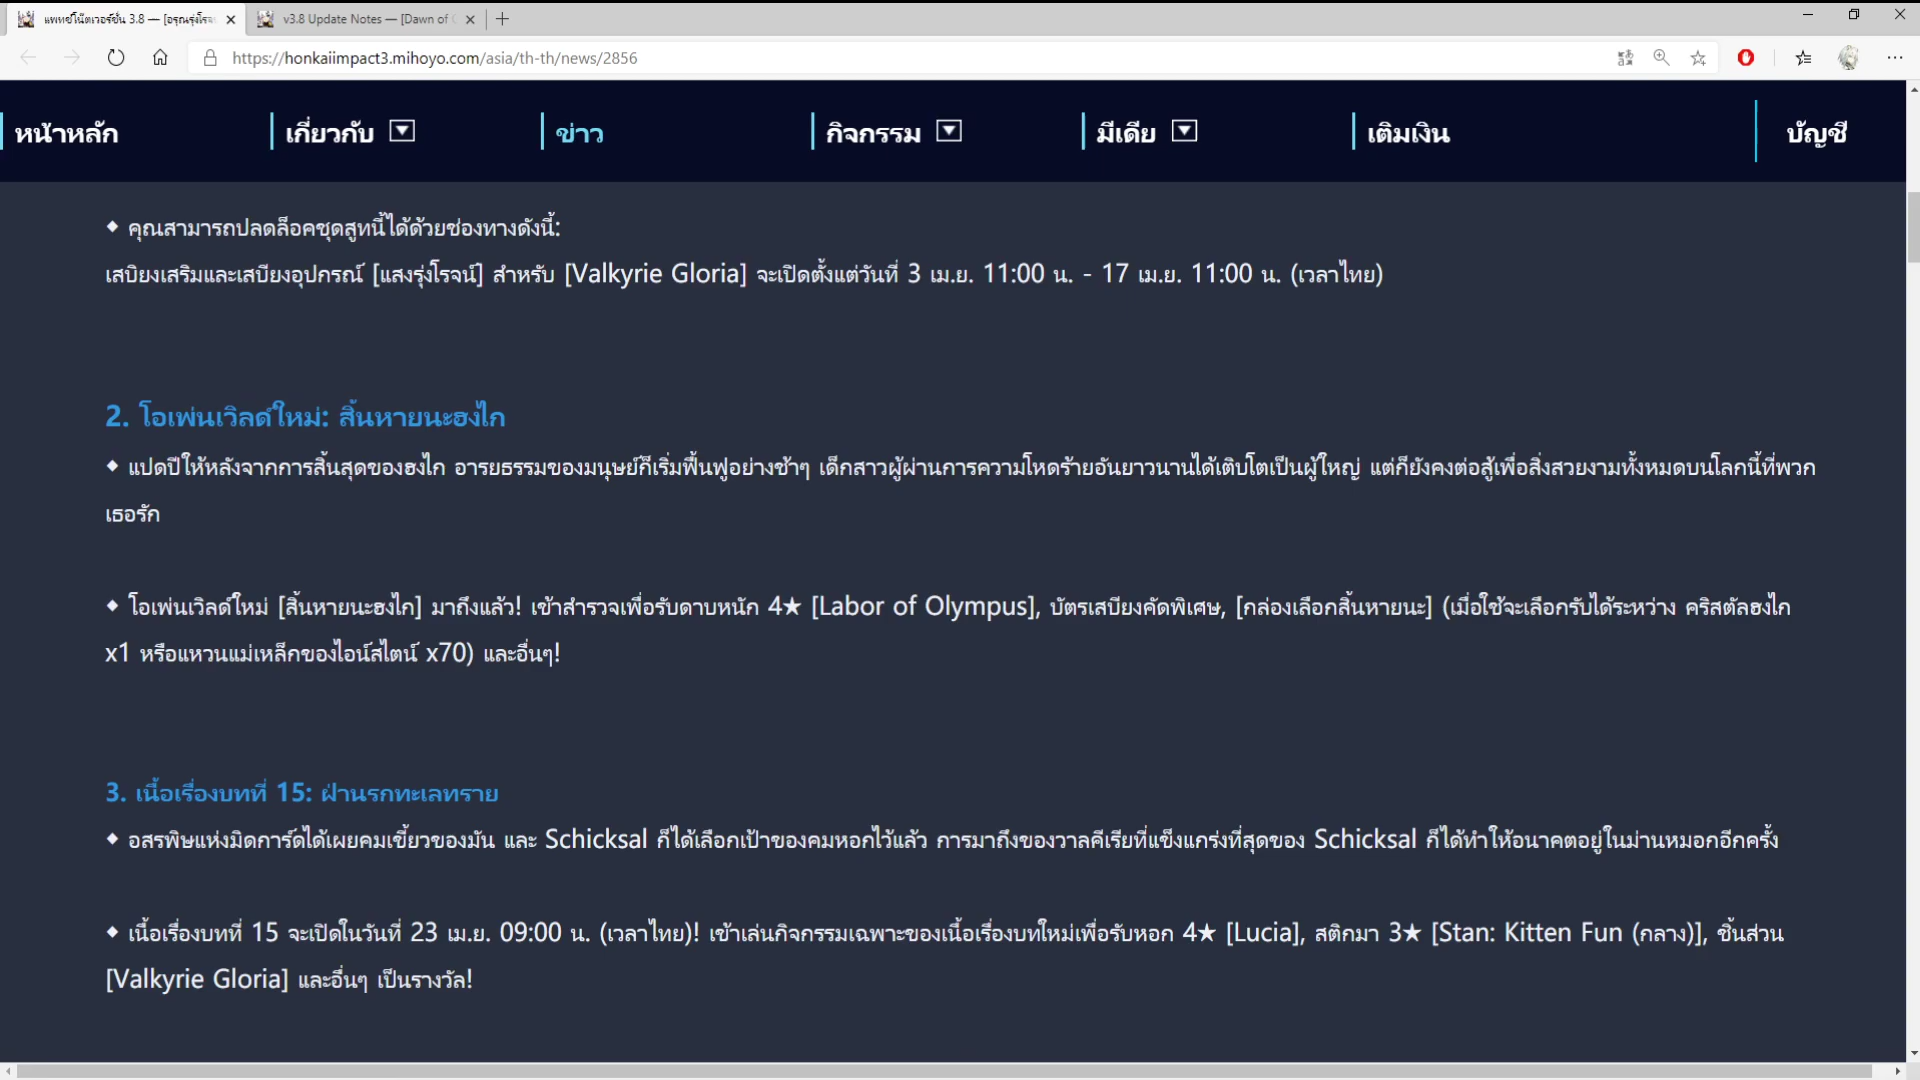 แพทช์โน๊ตเวอร์ชั่น 3.8 — [อรุณรุ่งโรจน
v3.8 Update Notes — [Dawn of
https://honkaiimpact3.mihoyo.com/asia/th-th/news/2856
หน้าหลัก เกี่ยวกับ ข่าว กิจกรรม มีเดีย เติมเงิน บัญชี
◆ คุณสามารถปลดล็อคชุดสูทนี้ได้ด้วยช่องทางดังนี้:
เสบิยงเสริมและเสบียงอุปกรณ์ [แสงรุ่งโรจน์] สำหรับ [Valkyrie Gloria] จะเปิดตั้งแต่วันที่ 3 เม.ย. 11:00 น. - 17 เม.ย. 11:00 น. (เวลาไทย)
2. โอเพ่นเวิลด์ใหม่: สิ้นหายนะฮงไก
◆ แปดปีให้หลังจากการสิ้นสุดของฮงไก อารยธรรมของมนุษย์ก็เริ่มฟื้นฟูอย่างช้าๆ เด็กสาวผู้ผ่านการความโหดร้ายอันยาวนานได้เติบโตเป็นผู้ใหญ่ แต่ก็ยังคงต่อสู้เพื่อสิ่งสวยงามทั้งหมดบนโลกนี้ที่พวก
เธอรัก
◆ โอเพ่นเวิลด์ใหม่ [สิ้นหายนะฮงไก] มาถึงแล้ว! เข้าสำรวจเพื่อรับดาบหนัก 4★ [Labor of Olympus], บัตรเสบียงคัดพิเศษ, [กล่องเลือกสิ้นหายนะ] (เมื่อใช้จะเลือกรับได้ระหว่าง คริสตัลฮงไก
x1 หรือแหวนแม่เหล็กของไอน์สไตน์ x70) และอื่นๆ!
3. เนื้อเรื่องบทที่ 15: ฝ่านรกทะเลทราย
◆ อสรพิษแห่งมิดการ์ดได้เผยคมเขี้ยวของมัน และ Schicksal ก็ได้เลือกเป้าของคมหอกไว้แล้ว การมาถึงของวาลคีเรียที่แข็งแกร่งที่สุดของ Schicksal ก็ได้ทำให้อนาคตอยู่ในม่านหมอกอีกครั้ง
◆ เนื้อเรื่องบทที่ 15 จะเปิดในวันที่ 23 เม.ย. 09:00 น. (เวลาไทย)! เข้าเล่นกิจกรรมเฉพาะของเนื้อเรื่องบทใหม่เพื่อรับหอก 4★ [Lucia], สติกมา 3★ [Stan: Kitten Fun (กลาง)], ชิ้นส่วน
[Valkyrie Gloria] และอื่นๆ เป็นรางวัล!